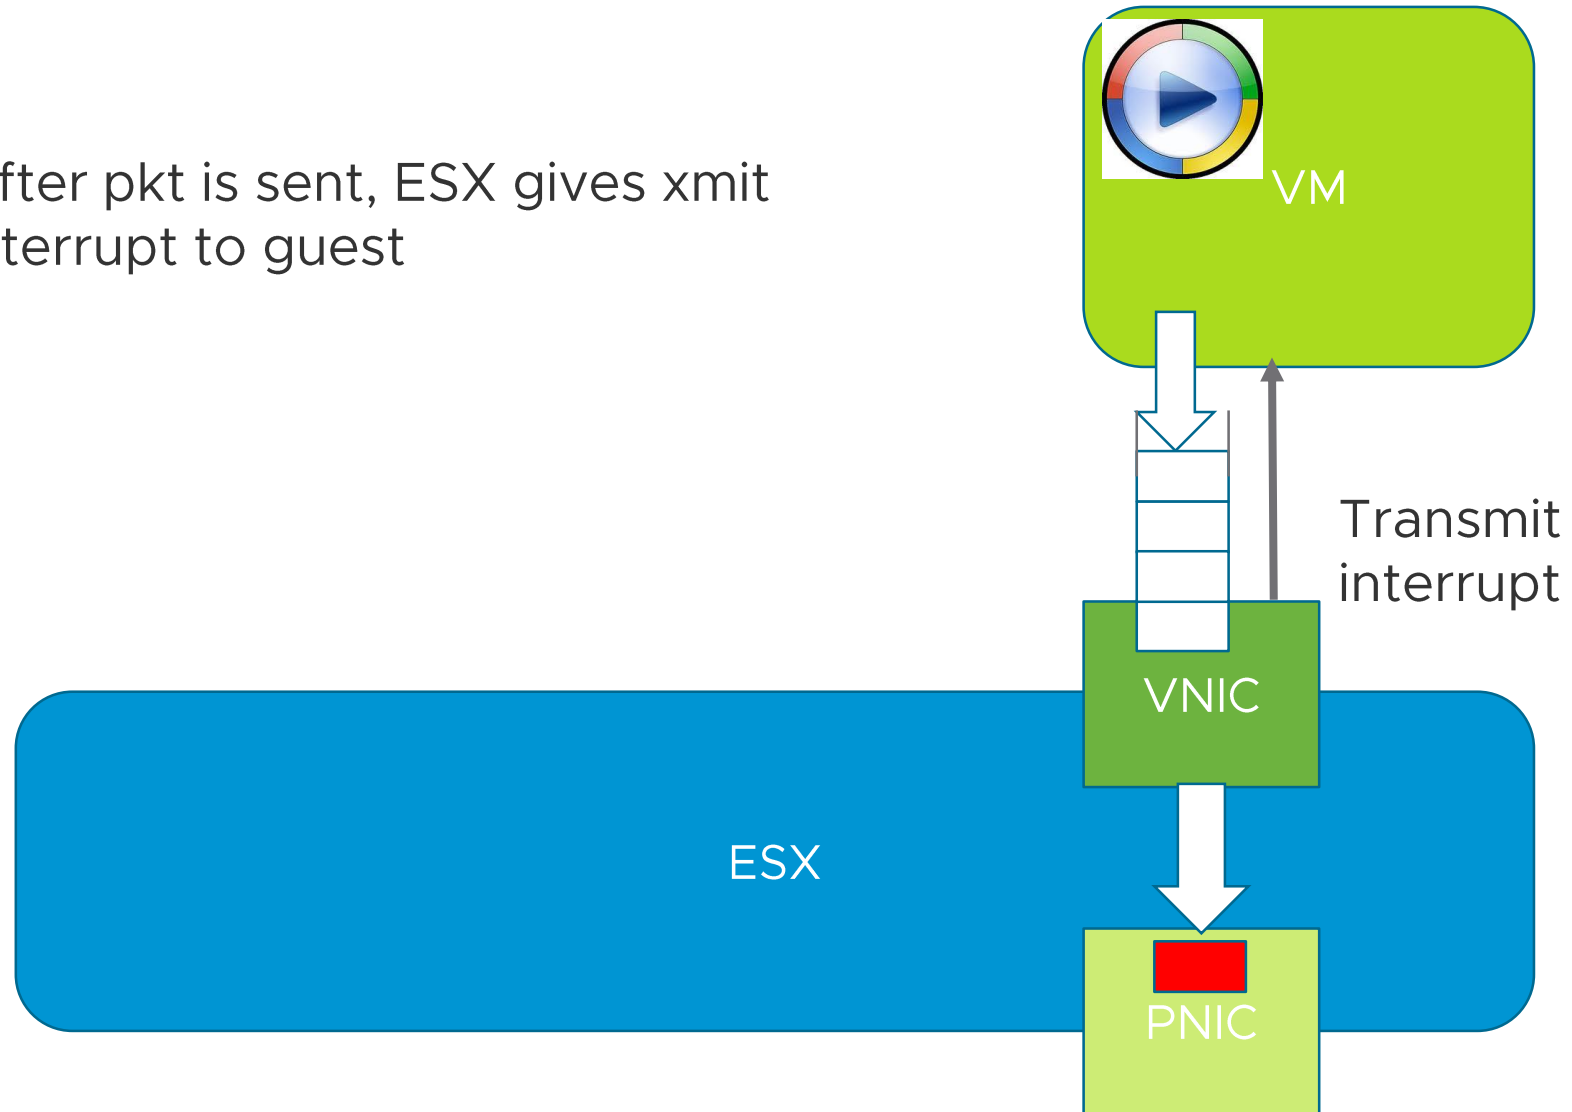 fter pkt is sent, ESX gives xmit
terrupt to guest
VM
Transmit
interrupt
VNIC
ESX
PNIC